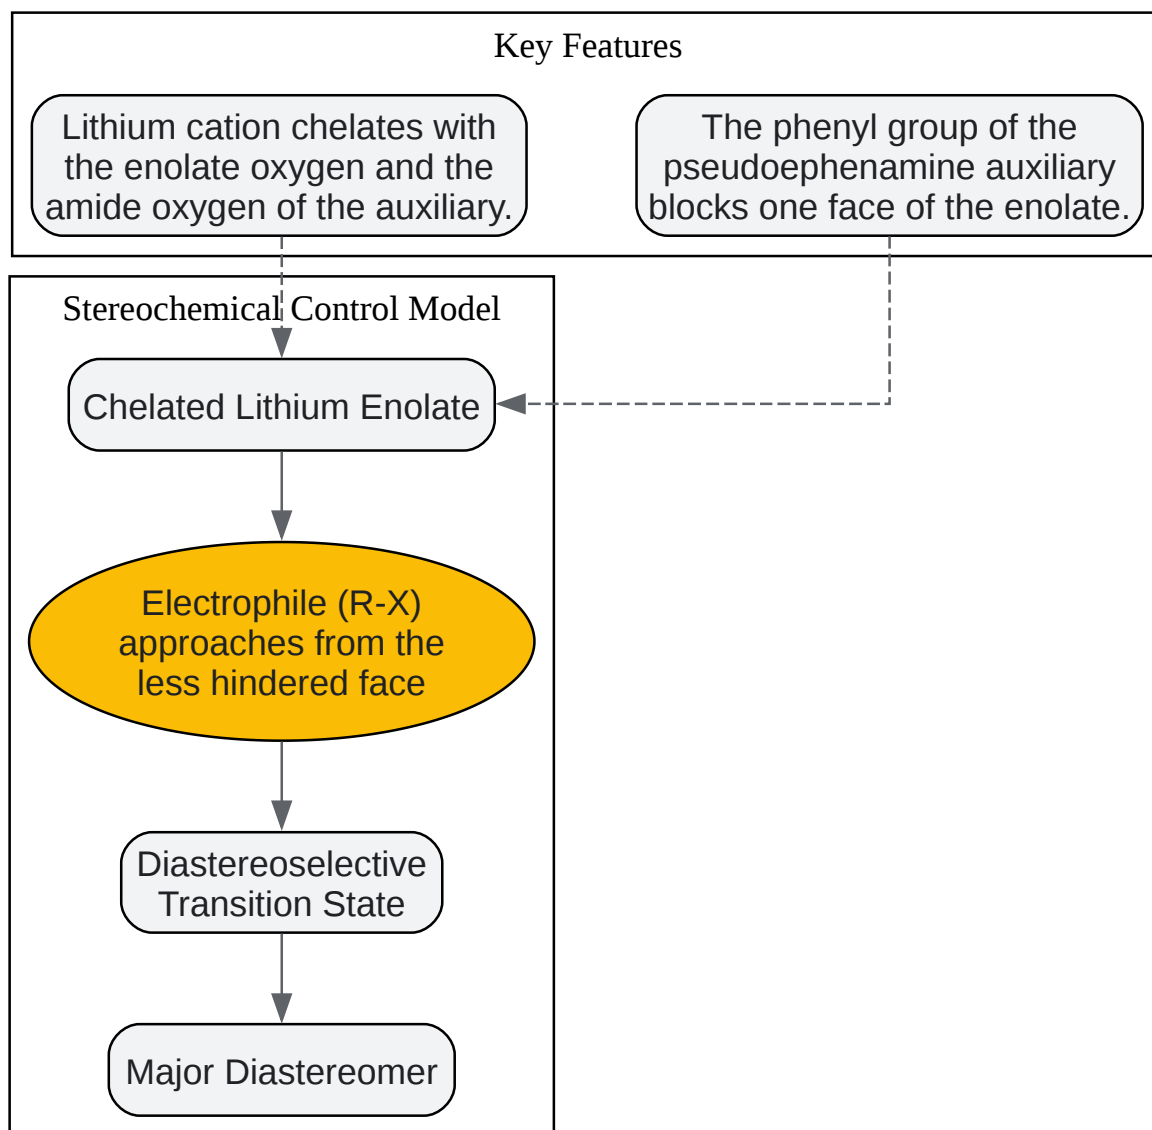 Key Features
Lithium cation chelates with
the enolate oxygen and the
amide oxygen of the auxiliary.
The phenyl group of the
pseudoephenamine auxiliary
blocks one face of the enolate.
Stereochemical Control Model
Chelated Lithium Enolate
Electrophile (R-X)
approaches from the
less hindered face
Diastereoselective
Transition State
Major Diastereomer